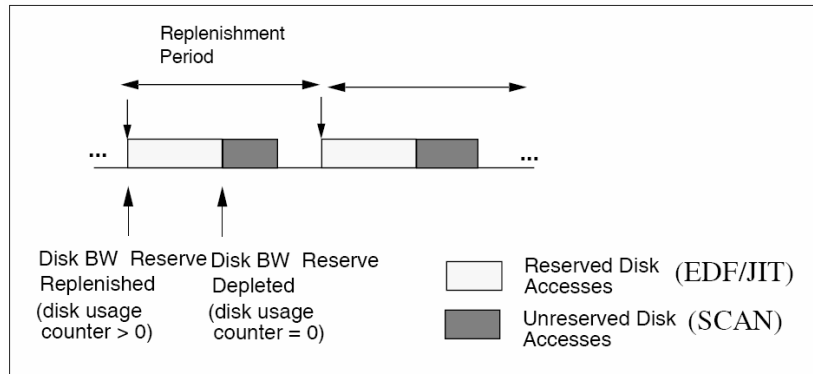 Replenishment
Period
...
...
Disk BW Reserve
Replenished
(disk usage
counter > 0)
Disk BW Reserve
Depleted
(disk usage
counter = 0)
Reserved Disk
Accesses
(EDF/JIT)
Unreserved Disk
Accesses
(SCAN)